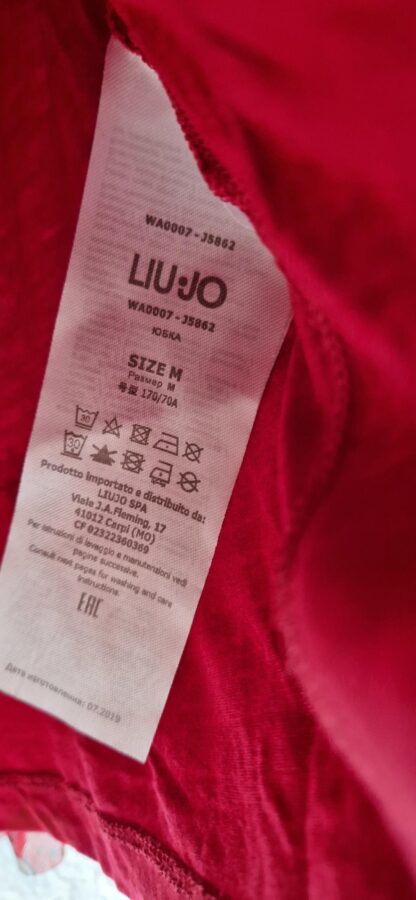 WA0007-J5862
LIU·JO
WA0007-J5862
ЮБКА
SIZE M
Размер M
号型 170/70A
30
30
Prodotto importato e distribuito da:
LIUJO SPA
Viale J.A.Fleming, 17
41012 Carpi (MO)
CF 02322360369
Per istruzioni di lavaggio e manutenzioni vedi
pagine successive.
Consult next pages for washing and care
instructions.
EAC
Дата изготовления: 07.2019